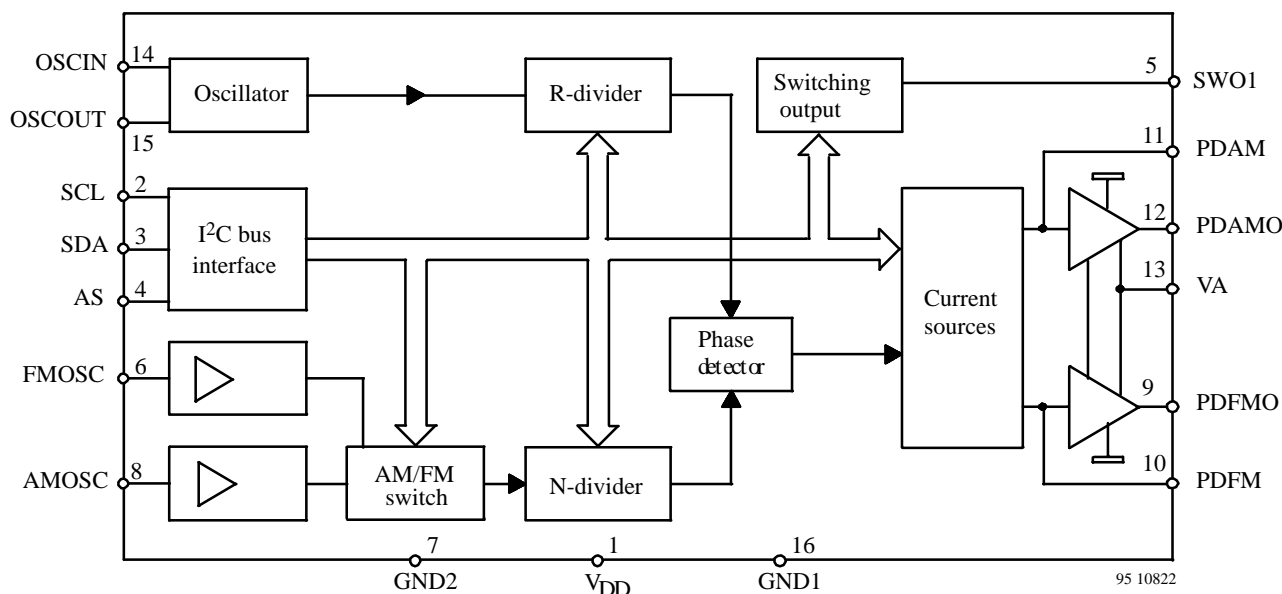 OSCIN
14
OSCOUT
15
Oscillator
R-divider
Switching
output
5
SWO1
11
PDAM
SCL
2
SDA
3
AS
4
I²C bus
interface
12
PDAMO
13
VA
Current
sources
Phase
detector
FMOSC
6
9
PDFMO
AMOSC
8
AM/FM
switch
N-divider
10
PDFM
7
GND2
1
VDD
16
GND1
95 10822